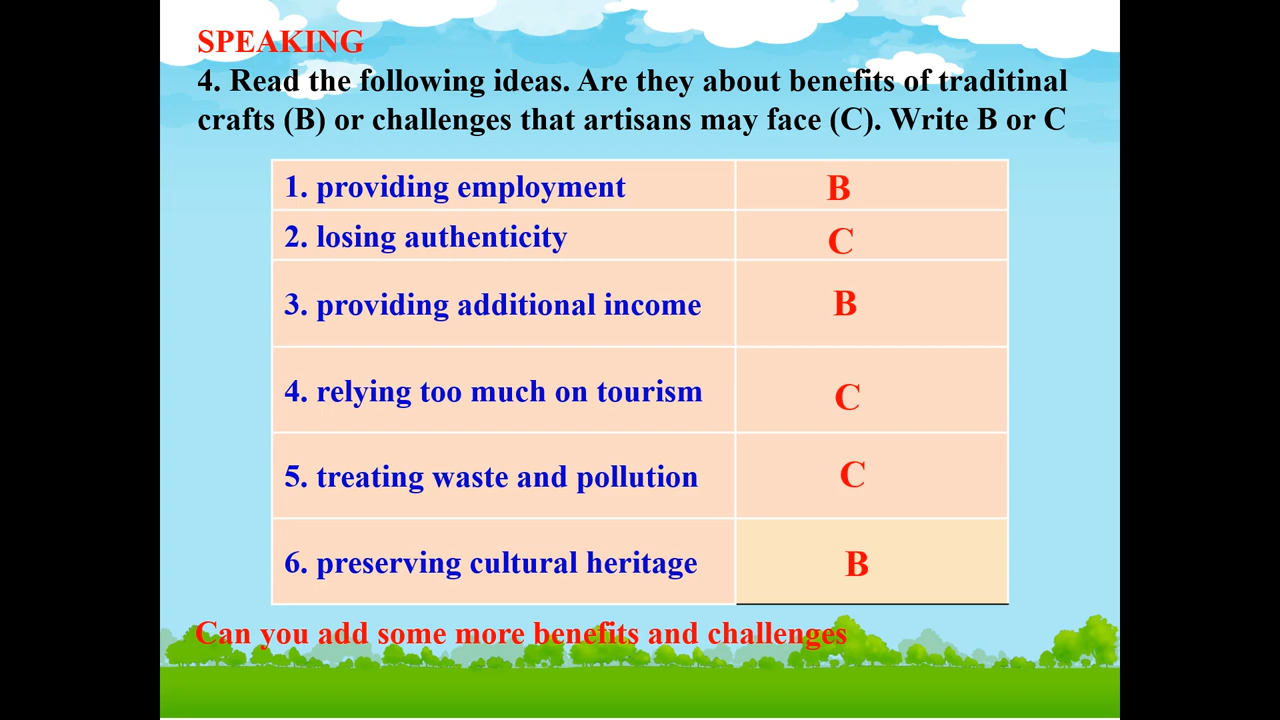 SPEAKING
4. Read the following ideas. Are they about benefits of traditinal
crafts (B) or challenges that artisans may face (C). Write B or C
1. providing employment B
2. losing authenticity C
3. providing additional income B
4. relying too much on tourism C
5. treating waste and pollution C
6. preserving cultural heritage B
Can you add some more benefits and challenges